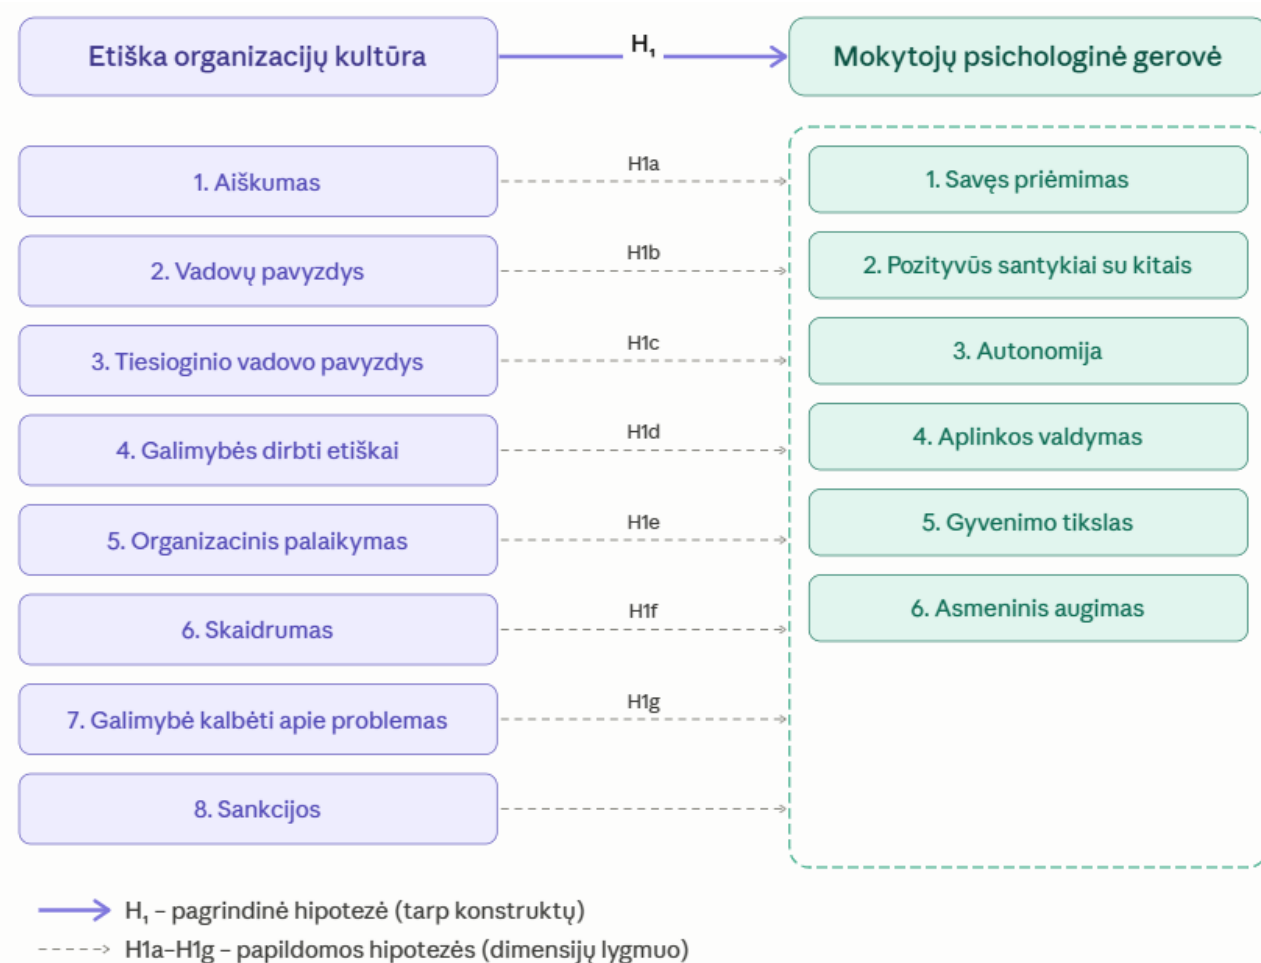 Etiška organizacijų kultūra
H₁
Mokytojų psichologinė gerovė
1. Aiškumas
H1a
1. Savęs priėmimas
2. Vadovų pavyzdys
H1b
2. Pozityvūs santykiai su kitais
3. Tiesioginio vadovo pavyzdys
H1c
3. Autonomija
4. Galimybės dirbti etiškai
H1d
4. Aplinkos valdymas
5. Organizacinis palaikymas
H1e
5. Gyvenimo tikslas
6. Skaidrumas
H1f
6. Asmeninis augimas
7. Galimybė kalbėti apie problemas
H1g
8. Sankcijos
H₁ – pagrindinė hipotezė (tarp konstruktų)
H1a–H1g – papildomos hipotezės (dimensijų lygmuo)